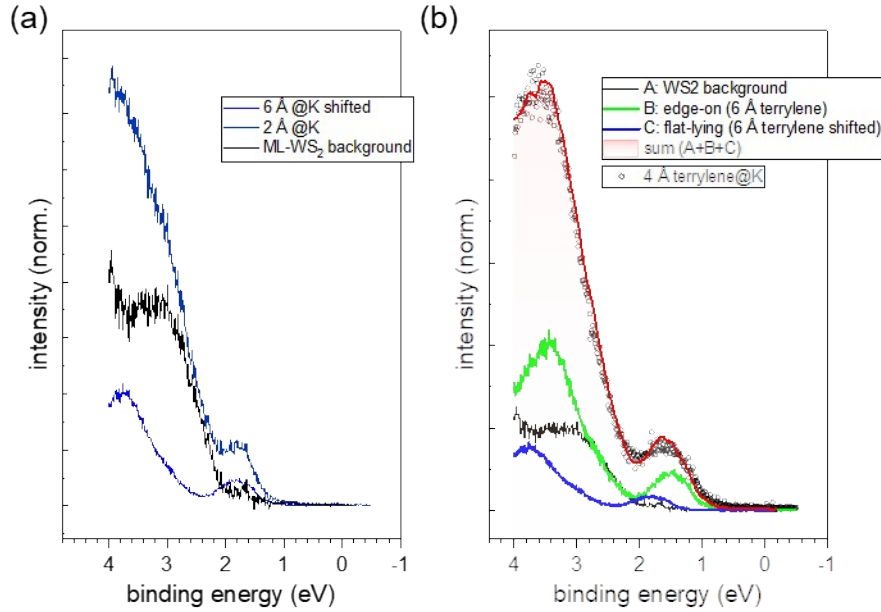 (a)
(b)
6 Å @K shifted
2 Å @K
ML-WS₂ background
A: WS2 background
B: edge-on (6 Å terrylene)
C: flat-lying (6 Å terrylene shifted)
sum (A+B+C)
4 Å terrylene@K
intensity (norm.)
intensity (norm.)
4 3 2 1 0 -1
4 3 2 1 0 -1
binding energy (eV)
binding energy (eV)